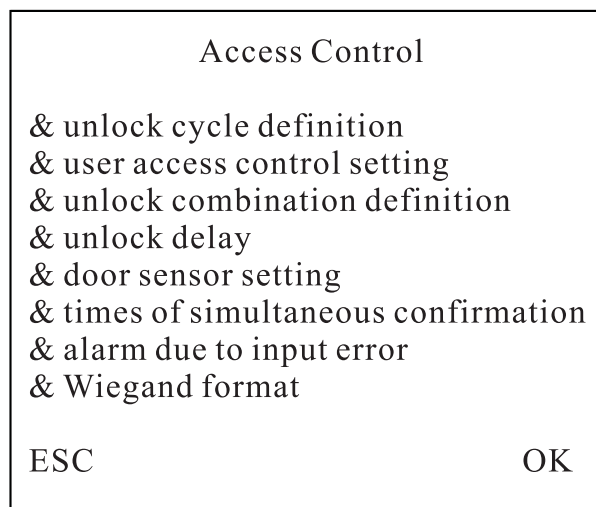 Access Control
& unlock cycle definition
& user access control setting
& unlock combination definition
& unlock delay
& door sensor setting
& times of simultaneous confirmation
& alarm due to input error
& Wiegand format
ESC OK